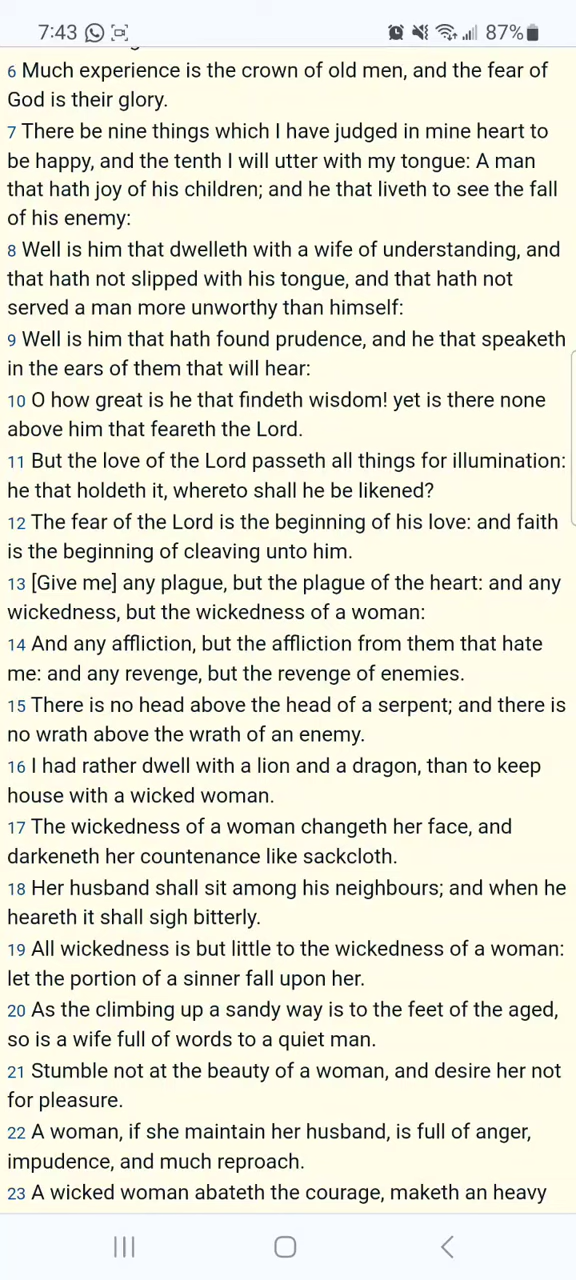 7:43 87%
6 Much experience is the crown of old men, and the fear of
God is their glory.
7 There be nine things which I have judged in mine heart to
be happy, and the tenth I will utter with my tongue: A man
that hath joy of his children; and he that liveth to see the fall
of his enemy:
8 Well is him that dwelleth with a wife of understanding, and
that hath not slipped with his tongue, and that hath not
served a man more unworthy than himself:
9 Well is him that hath found prudence, and he that speaketh
in the ears of them that will hear:
10 O how great is he that findeth wisdom! yet is there none
above him that feareth the Lord.
11 But the love of the Lord passeth all things for illumination:
he that holdeth it, whereto shall he be likened?
12 The fear of the Lord is the beginning of his love: and faith
is the beginning of cleaving unto him.
13 [Give me] any plague, but the plague of the heart: and any
wickedness, but the wickedness of a woman:
14 And any affliction, but the affliction from them that hate
me: and any revenge, but the revenge of enemies.
15 There is no head above the head of a serpent; and there is
no wrath above the wrath of an enemy.
16 I had rather dwell with a lion and a dragon, than to keep
house with a wicked woman.
17 The wickedness of a woman changeth her face, and
darkeneth her countenance like sackcloth.
18 Her husband shall sit among his neighbours; and when he
heareth it shall sigh bitterly.
19 All wickedness is but little to the wickedness of a woman:
let the portion of a sinner fall upon her.
20 As the climbing up a sandy way is to the feet of the aged,
so is a wife full of words to a quiet man.
21 Stumble not at the beauty of a woman, and desire her not
for pleasure.
22 A woman, if she maintain her husband, is full of anger,
impudence, and much reproach.
23 A wicked woman abateth the courage, maketh an heavy